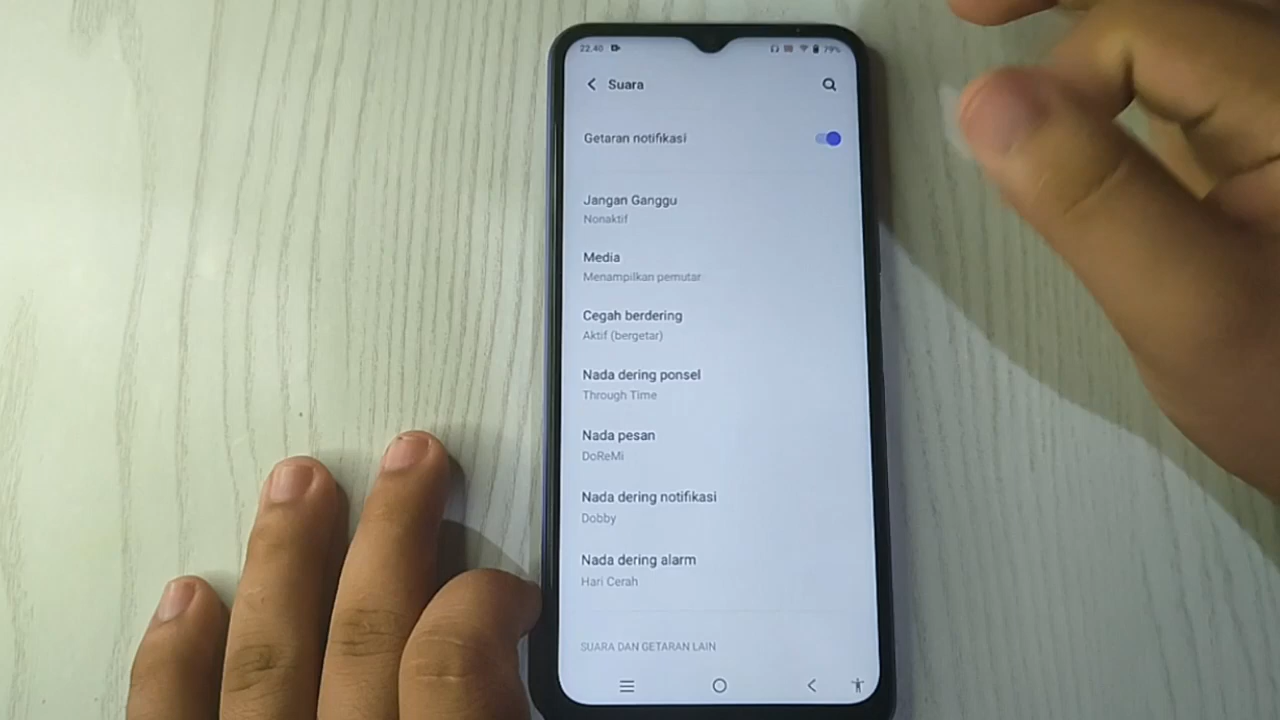 22.40 79%
Suara
Getaran notifikasi
Jangan Ganggu
Nonaktif
Media
Menampilkan pemutar
Cegah berdering
Aktif (bergetar)
Nada dering ponsel
Through Time
Nada pesan
DoReMi
Nada dering notifikasi
Dobby
Nada dering alarm
Hari Cerah
SUARA DAN GETARAN LAIN